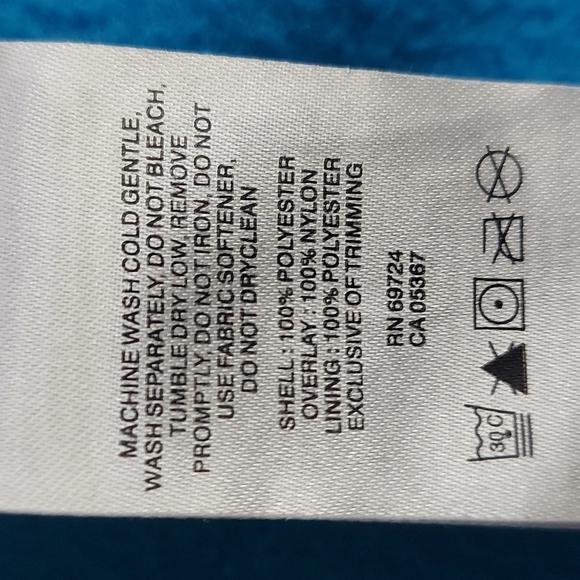 MACHINE WASH COLD GENTLE,
WASH SEPARATELY, DO NOT BLEACH,
TUMBLE DRY LOW, REMOVE
PROMPTLY, DO NOT IRON, DO NOT
USE FABRIC SOFTENER,
DO NOT DRYCLEAN
SHELL : 100% POLYESTER
OVERLAY : 100% NYLON
LINING : 100% POLYESTER
EXCLUSIVE OF TRIMMING
RN 69724
CA 05367
30°C